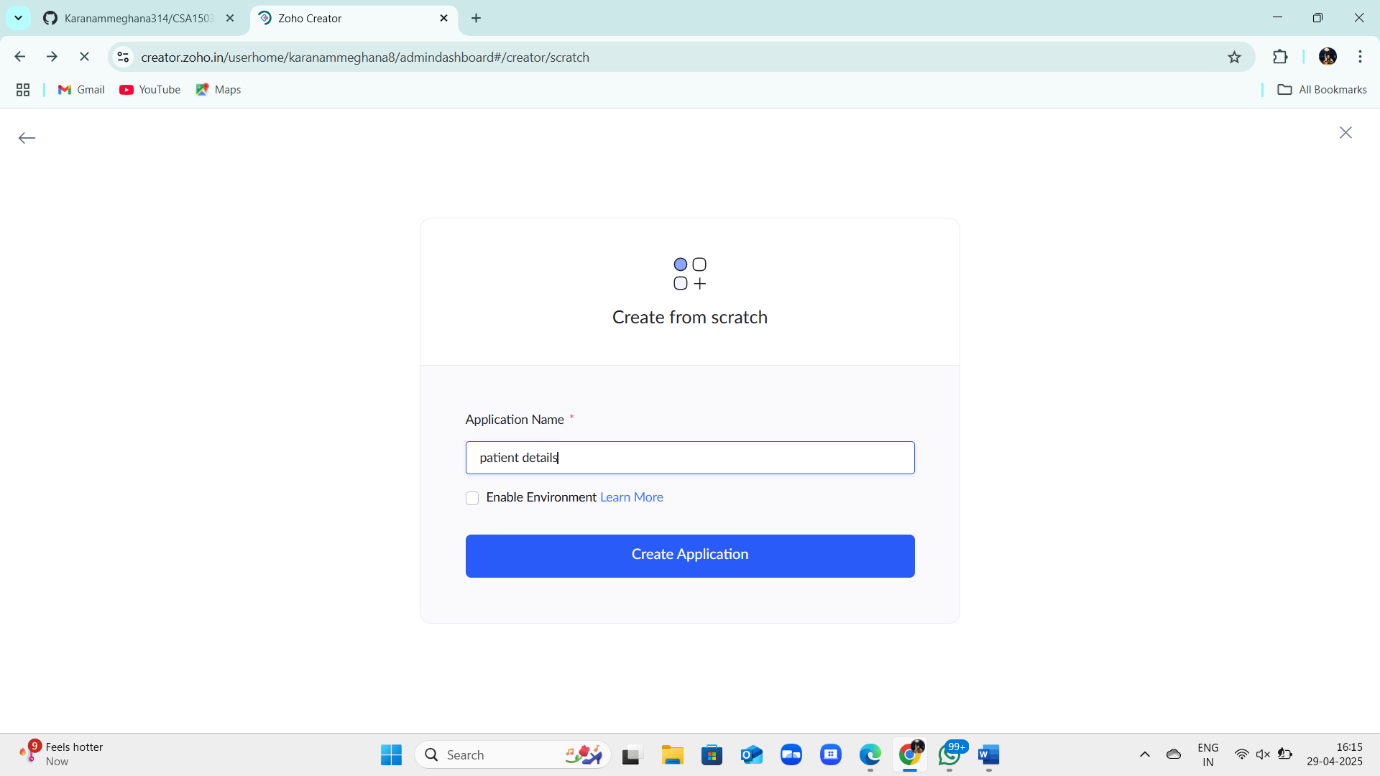 Karanammeghana314/CSA1503
Zoho Creator
creator.zoho.in/userhome/karanammeghana8/admindashboard#/creator/scratch
Gmail
YouTube
Maps
All Bookmarks
Create from scratch
Application Name *
patient details
Enable Environment Learn More
Create Application
9
Feels hotter
Now
Search
99+
ENG
IN
16:15
29-04-2025